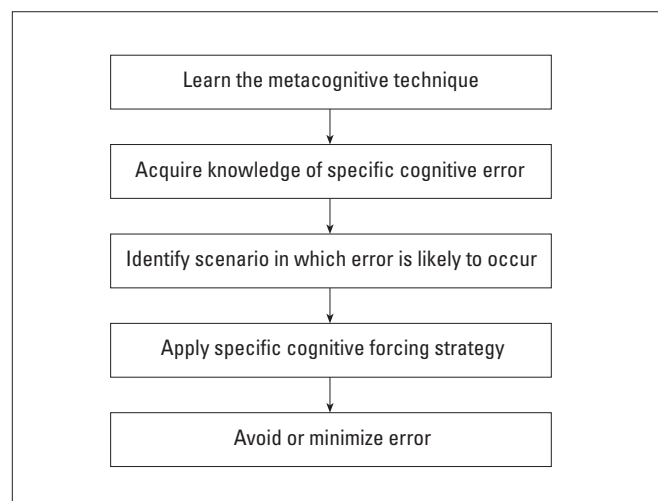 Learn the metacognitive technique
Acquire knowledge of specific cognitive error
Identify scenario in which error is likely to occur
Apply specific cognitive forcing strategy
Avoid or minimize error